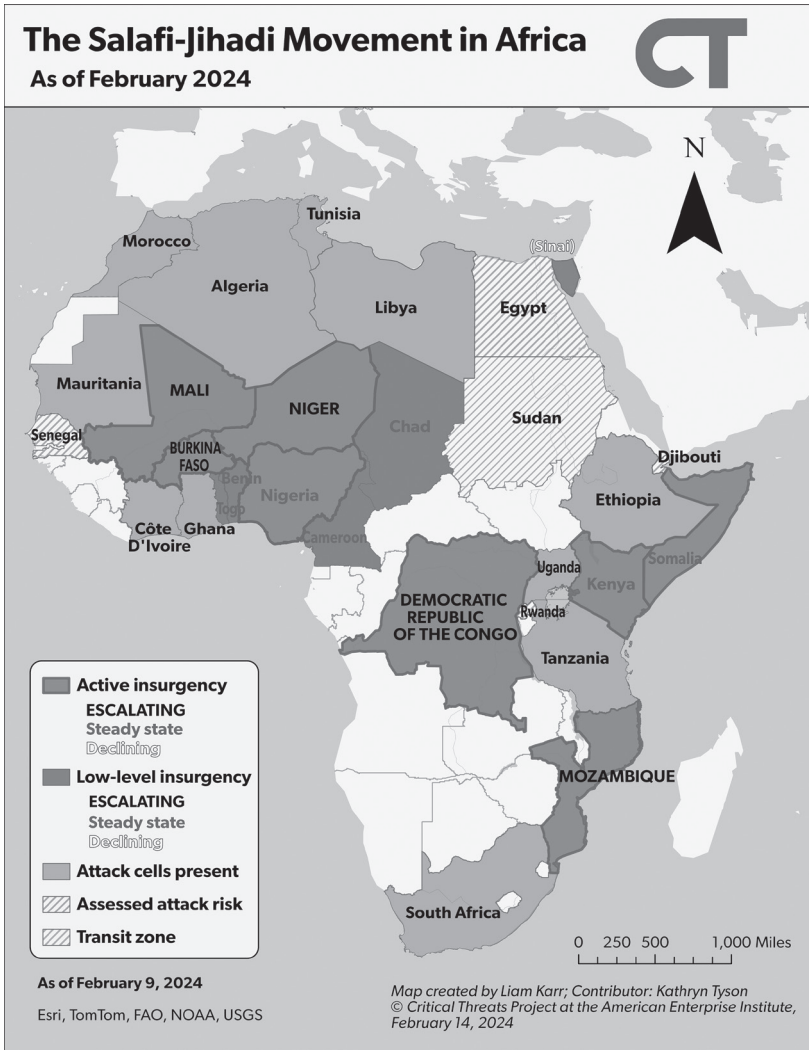 The Salafi-Jihadi Movement in Africa
As of February 2024
CT
N
(Sinai)
Tunisia
Morocco
Algeria
Libya
Egypt
Mauritania
MALI
NIGER
Chad
Sudan
Senegal
BURKINA
FASO
Benin
Togo
Nigeria
Djibouti
Ethiopia
Côte
D'Ivoire
Ghana
Cameroon
Somalia
Uganda
Kenya
Rwanda
DEMOCRATIC
REPUBLIC
OF THE CONGO
Tanzania
MOZAMBIQUE
South Africa
Active insurgency
ESCALATING
Steady state
Declining
Low-level insurgency
ESCALATING
Steady state
Declining
Attack cells present
Assessed attack risk
Transit zone
0 250 500 1,000 Miles
As of February 9, 2024
Esri, TomTom, FAO, NOAA, USGS
Map created by Liam Karr; Contributor: Kathryn Tyson
© Critical Threats Project at the American Enterprise Institute,
February 14, 2024